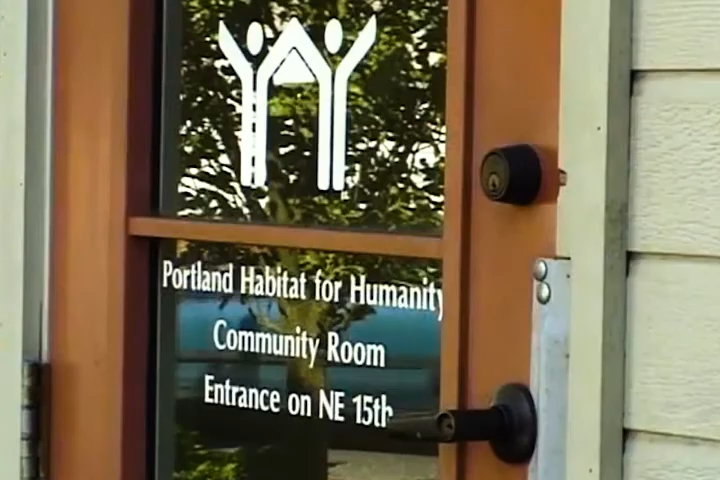 Portland Habitat for Humanity
Community Room
Entrance on NE 15th